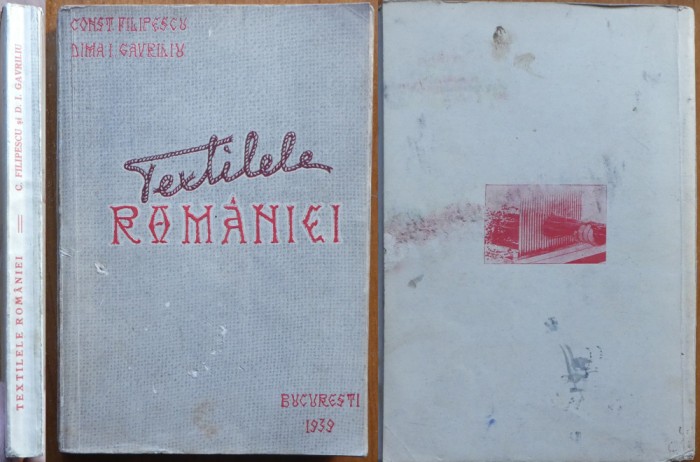 TEXTILELE ROMÂNIEI = C. FILIPESCU și D. I. GAVRILIU
CONST. FILIPESCU
DIMA I. GAVRILIU
Textilele
ROMÂNIEI
BUCUREȘTI
1939